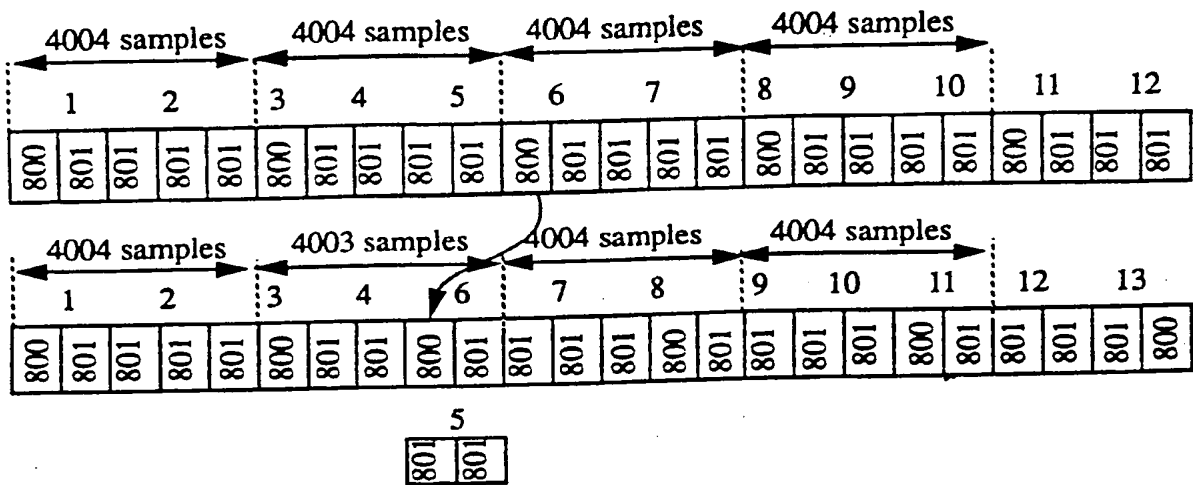 4004 samples 4004 samples 4004 samples 4004 samples
1 2 3 4 5 6 7 8 9 10 11 12
800 801 801 801 801 800 801 801 801 801 800 801 801 801 801 800 801 801 801 801 800 801 801 801
4004 samples 4003 samples 4004 samples 4004 samples
1 2 3 4 6 7 8 9 10 11 12 13
800 801 801 801 801 800 801 801 800 801 801 801 801 800 801 801 801 801 800 801 801 801 801 800
5
801 801